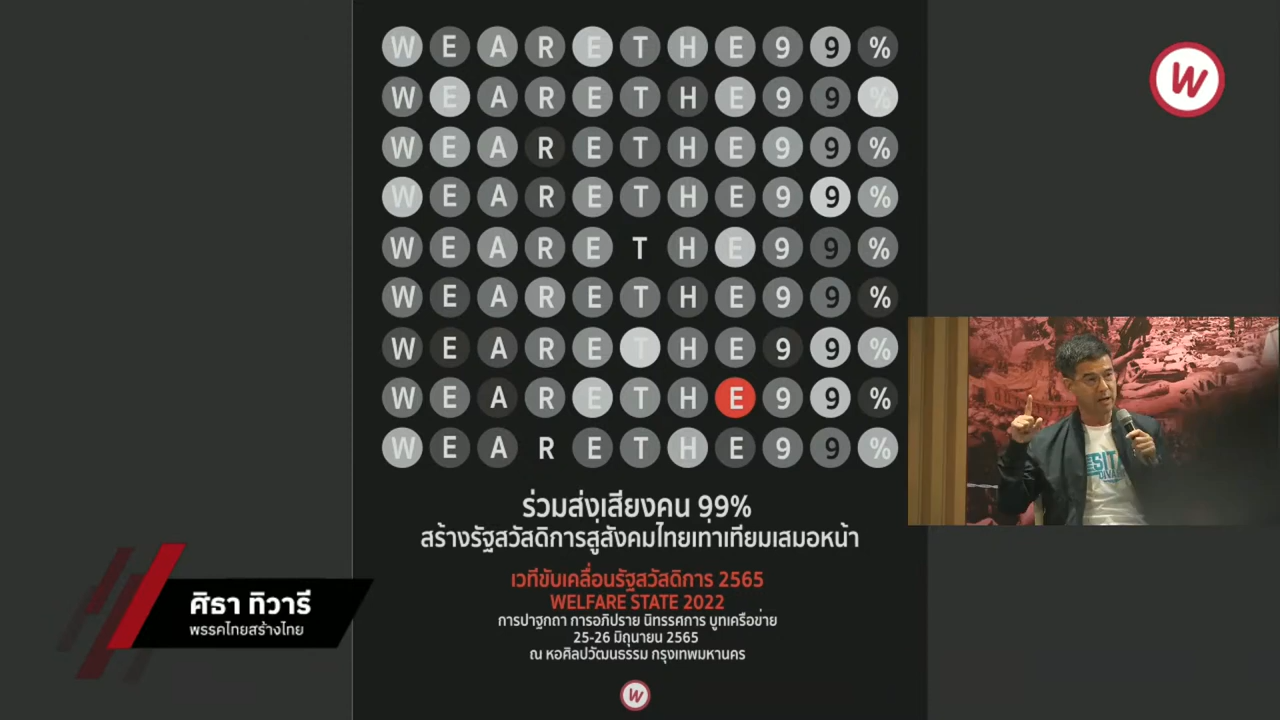 WEARETHE99%
WEARETHE99%
WEARETHE99%
WEARETHE99%
WEARETHE99%
WEARETHE99%
WEARETHE99%
WEARETHE99%
WEARETHE99%
ร่วมส่งเสียงคน 99%
สร้างรัฐสวัสดิการสู่สังคมไทยเท่าเทียมเสมอหน้า
เวทีขับเคลื่อนรัฐสวัสดิการ 2565
WELFARE STATE 2022
การปาฐกถา การอภิปราย นิทรรศการ บูทเครือข่าย
25-26 มิถุนายน 2565
ณ หอศิลปวัฒนธรรม กรุงเทพมหานคร
W
W
ศิธา ทิวารี
พรรคไทยสร้างไทย